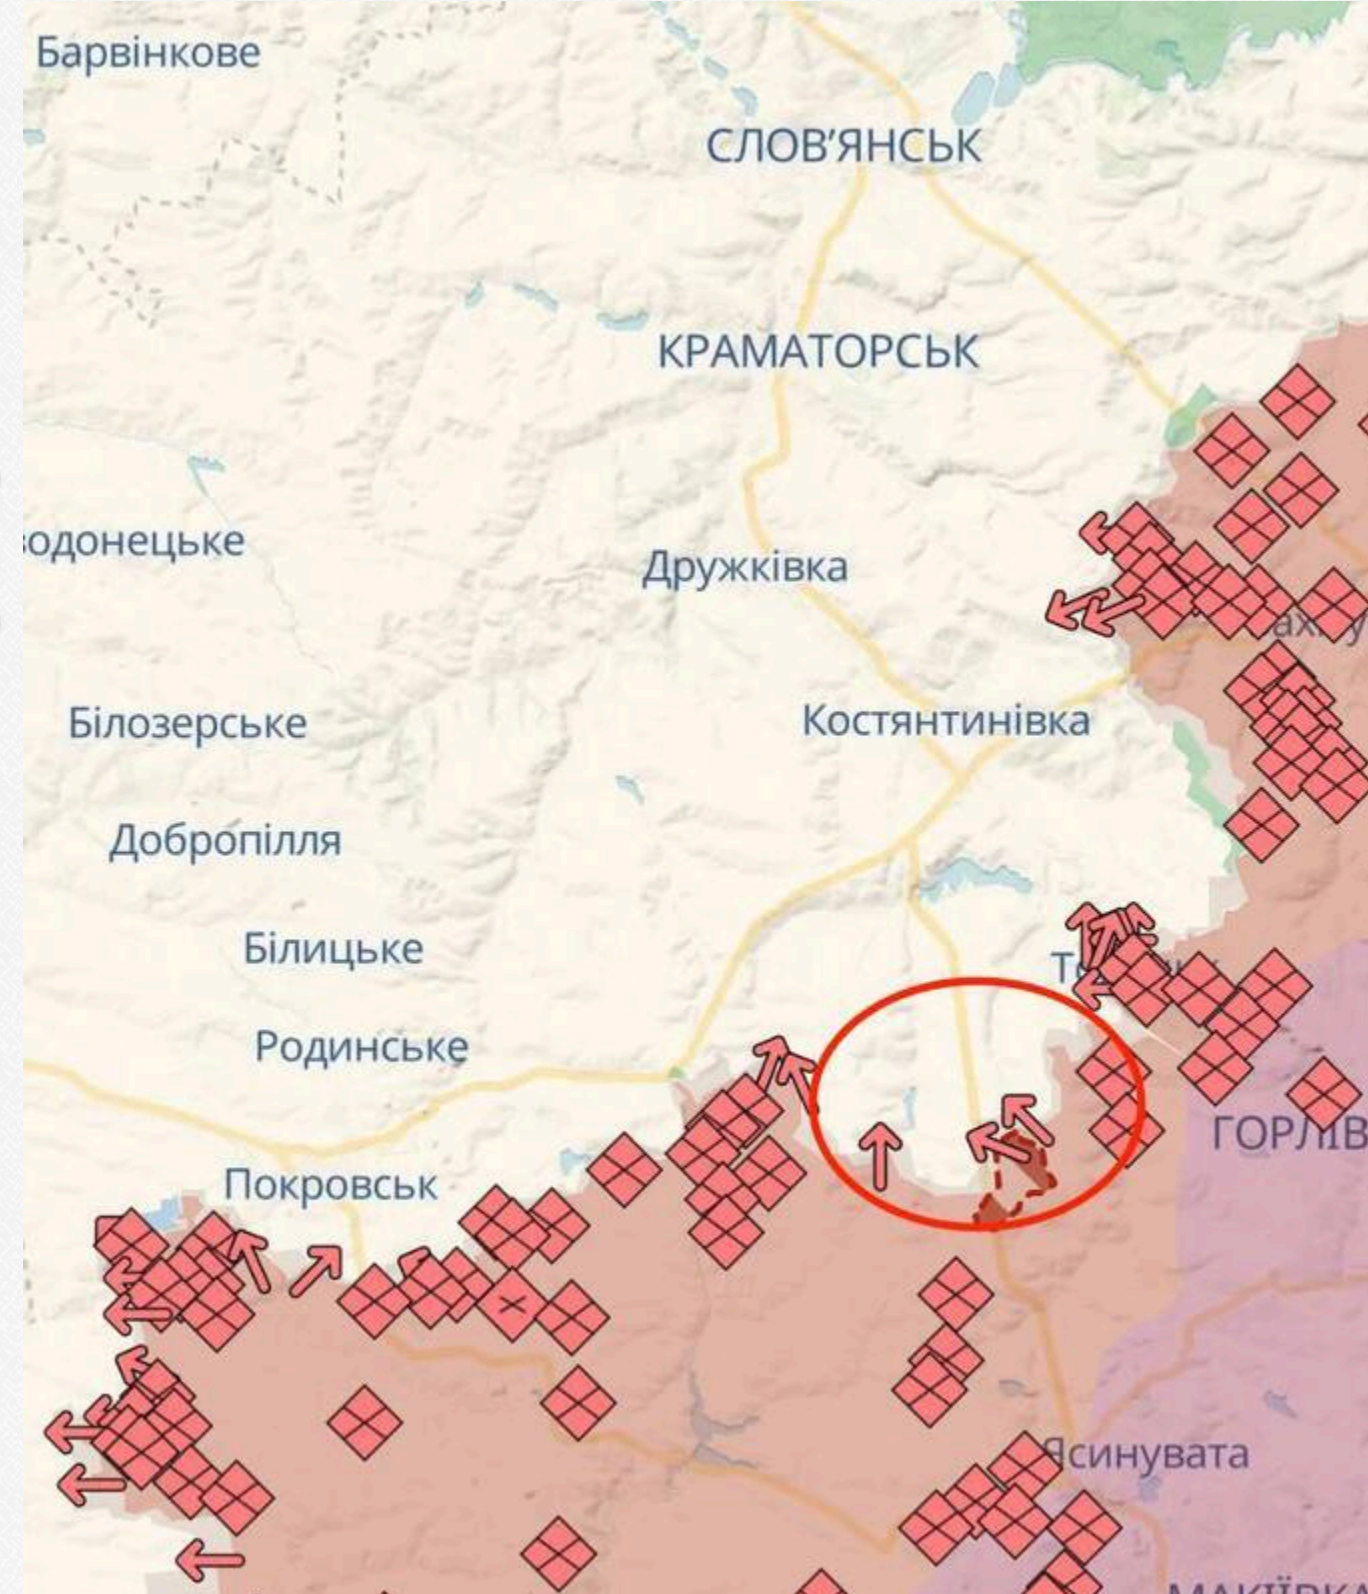 Барвінкове
СЛОВ'ЯНСЬК
КРАМАТОРСЬК
одонецьке
Дружківка
Костянтинівка
Білозерське
Добропілля
Білицьке
Родинське
ГОРЛІВ
Покровськ
Ясинувата